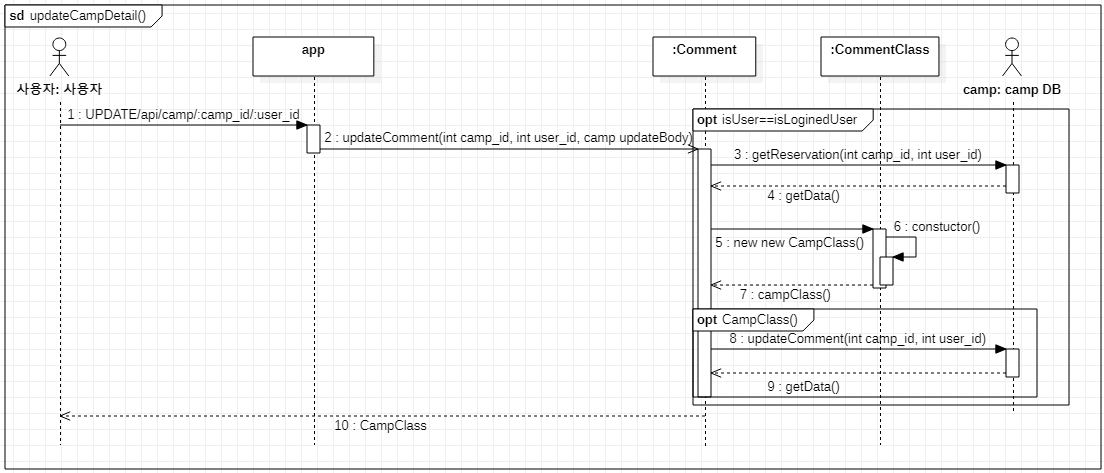 sd updateCampDetail()
사용자: 사용자
app
:Comment
:CommentClass
camp: camp DB
1 : UPDATE/api/camp/:camp_id/:user_id
opt isUser==isLoginedUser
2 : updateComment(int camp_id, int user_id, camp updateBody)
3 : getReservation(int camp_id, int user_id)
4 : getData()
6 : constuctor()
5 : new new CampClass()
7 : campClass()
opt CampClass()
8 : updateComment(int camp_id, int user_id)
9 : getData()
10 : CampClass